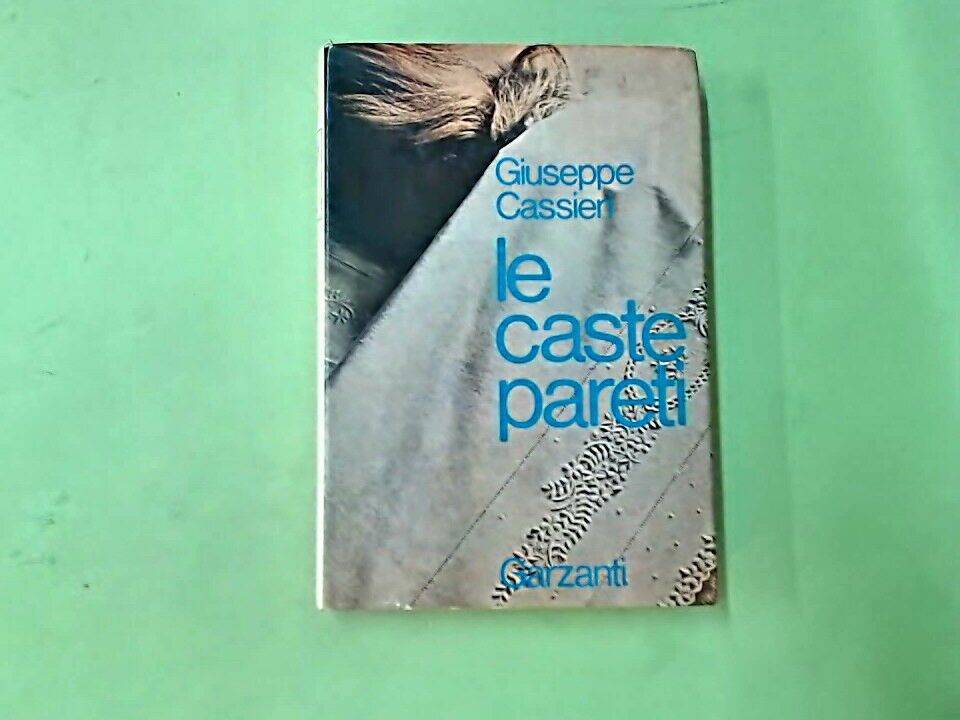 Giuseppe
Cassieri
le
caste
pareti
Garzanti